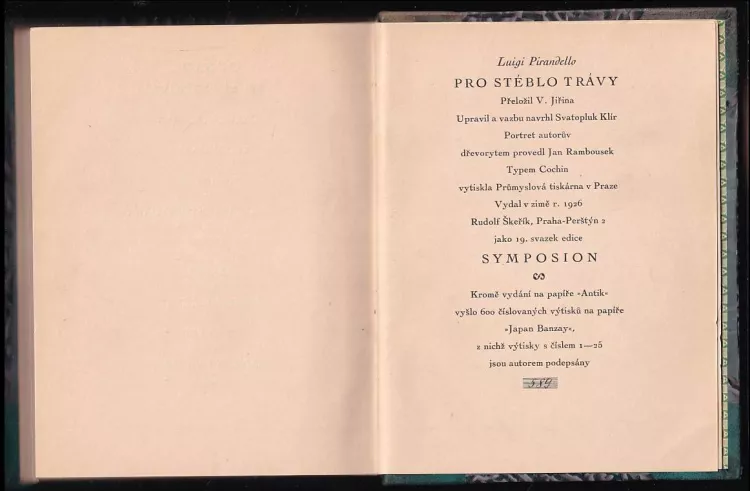 Luigi Pirandello
PRO STÉBLO TRÁVY
Přeložil V. Jiřina
Upravil a vazbu navrhl Svatopluk Klír
Portret autorův
dřevorytem provedl Jan Rambousek
Typem Cochin
vytiskla Průmyslová tiskárna v Praze
Vydal v zimě r. 1926
Rudolf Škeřík, Praha-Perštýn 2
jako 19. svazek edice
SYMPOSION
Kromě vydání na papíře »Antik«
vyšlo 600 číslovaných výtisků na papíře
»Japan Banzay«,
z nichž výtisky s číslem 1—25
jsou autorem podepsány